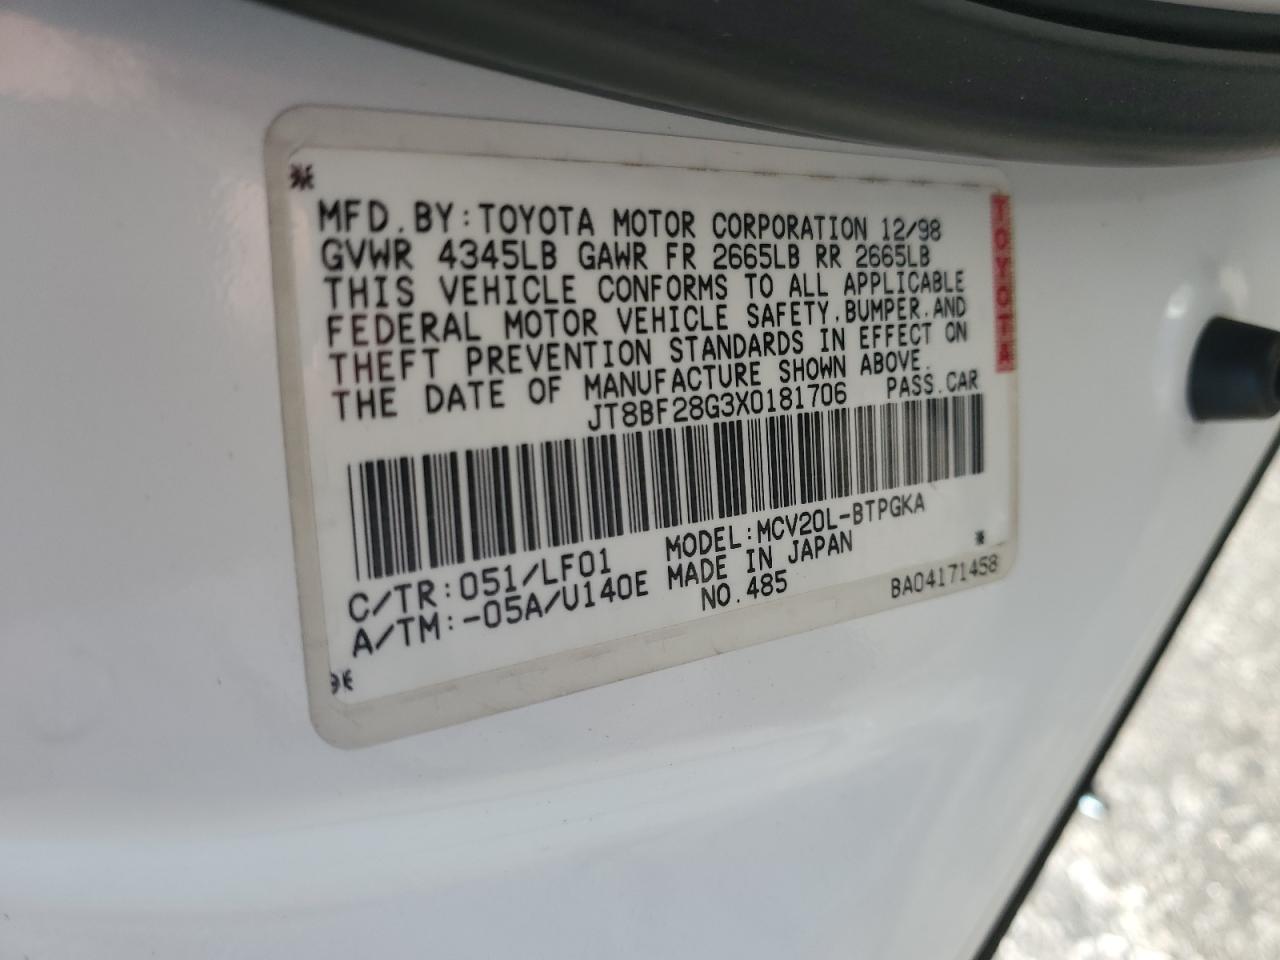 MFD. BY: TOYOTA MOTOR CORPORATION 12/98
GVWR 4345LB GAWR FR 2665LB RR 2665LB
THIS VEHICLE CONFORMS TO ALL APPLICABLE
FEDERAL MOTOR VEHICLE SAFETY, BUMPER, AND
THEFT PREVENTION STANDARDS IN EFFECT ON
THE DATE OF MANUFACTURE SHOWN ABOVE.
JT8BF28G3X0181706 PASS. CAR
C/TR: 051/LF01 MODEL: MCV20L-BTPGKA
A/TM: -05A/U140E MADE IN JAPAN
NO. 485 BA04171458
TOYOTA